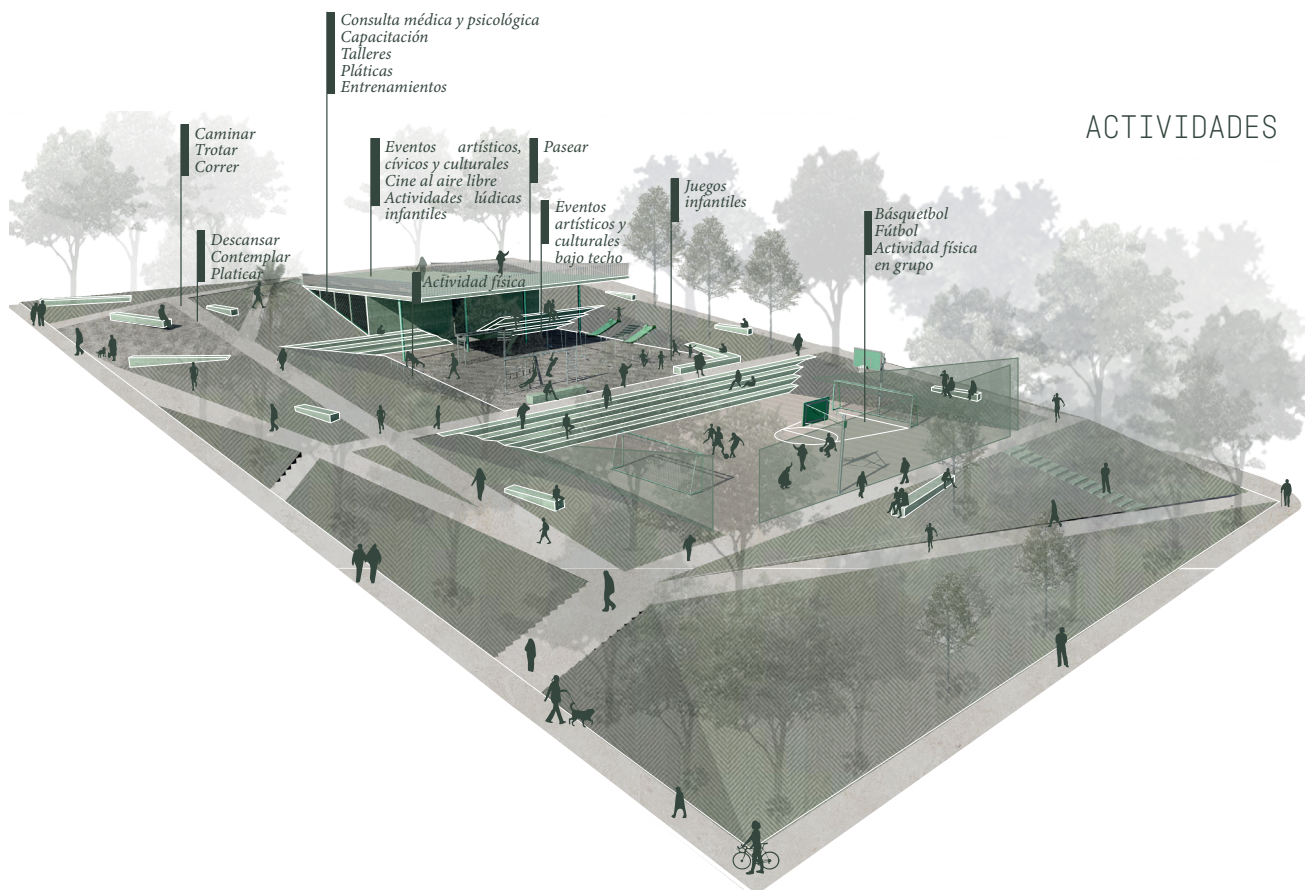 Consulta médica y psicológica
Capacitación
Talleres
Pláticas
Entrenamientos
ACTIVIDADES
Caminar
Trotar
Correr
Eventos artísticos,
cívicos y culturales
Cine al aire libre
Actividades lúdicas
infantiles
Pasear
Juegos
infantiles
Eventos
artísticos y
culturales
bajo techo
Básquetbol
Fútbol
Actividad física
en grupo
Descansar
Contemplar
Platicar
Actividad física